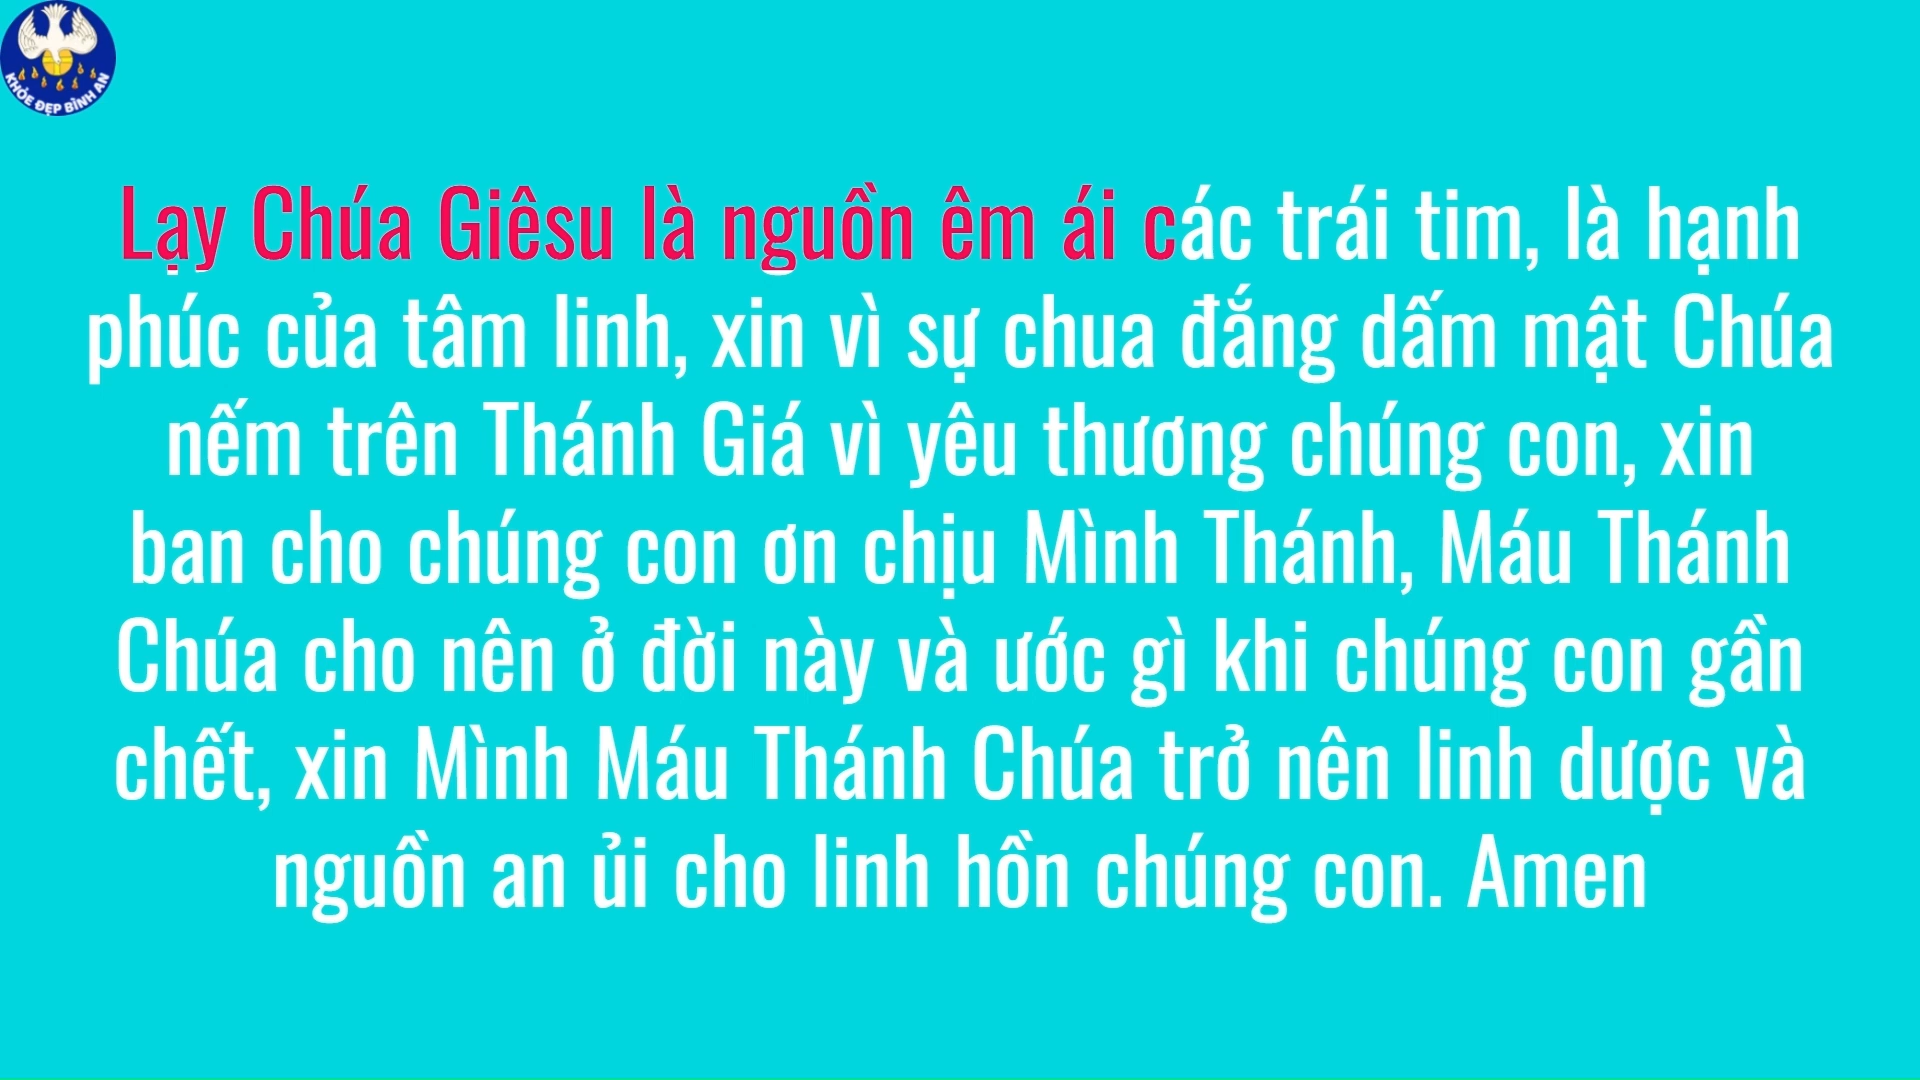 KHỎE ĐẸP BÌNH AN
Lạy Chúa Giêsu là nguồn êm ái các trái tim, là hạnh
phúc của tâm linh, xin vì sự chua đắng dấm mật Chúa
nếm trên Thánh Giá vì yêu thương chúng con, xin
ban cho chúng con ơn chịu Mình Thánh, Máu Thánh
Chúa cho nên ở đời này và ước gì khi chúng con gần
chết, xin Mình Máu Thánh Chúa trở nên linh dược và
nguồn an ủi cho linh hồn chúng con. Amen